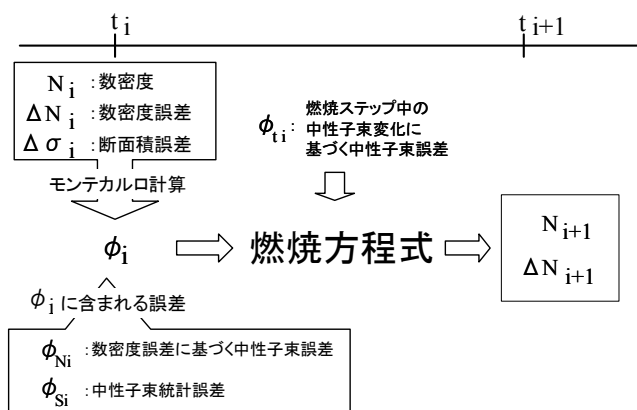 t i
t i+1
N i :数密度
ΔN i :数密度誤差
Δσ i :断面積誤差
モンテカルロ計算
φ ti : 燃焼ステップ中の
中性子束変化に
基づく中性子束誤差
φ i
燃焼方程式
N i+1
ΔN i+1
φ i に含まれる誤差
φ Ni :数密度誤差に基づく中性子束誤差
φ Si :中性子束統計誤差